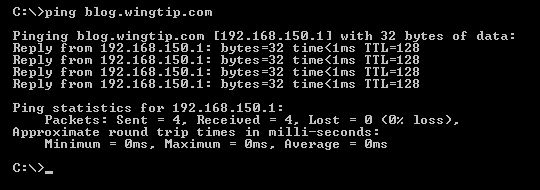 C:\>ping blog.wingtip.com
Pinging blog.wingtip.com [192.168.150.1] with 32 bytes of data:
Reply from 192.168.150.1: bytes=32 time<1ms TTL=128
Reply from 192.168.150.1: bytes=32 time<1ms TTL=128
Reply from 192.168.150.1: bytes=32 time<1ms TTL=128
Reply from 192.168.150.1: bytes=32 time<1ms TTL=128
Ping statistics for 192.168.150.1:
Packets: Sent = 4, Received = 4, Lost = 0 (0% loss),
Approximate round trip times in milli-seconds:
Minimum = 0ms, Maximum = 0ms, Average = 0ms
C:\>_